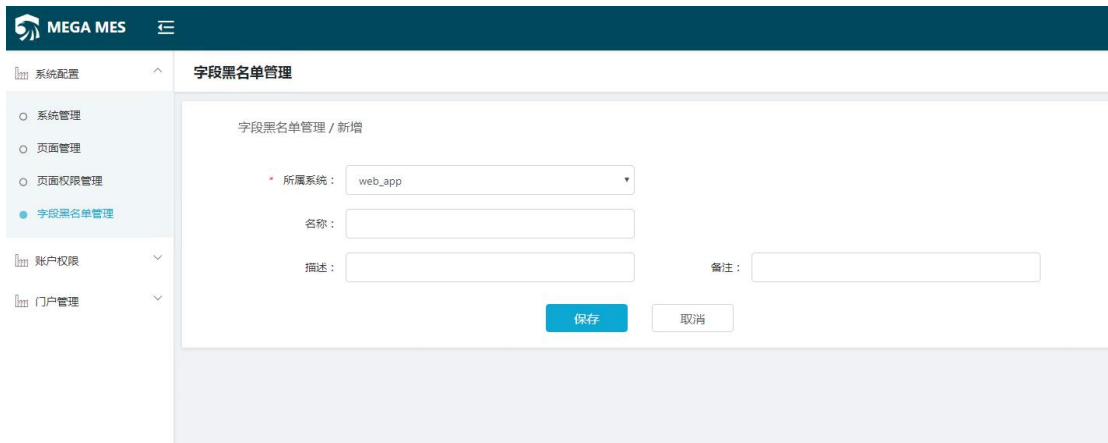 MEGA MES
系统配置
字段黑名单管理
系统管理
页面管理
页面权限管理
字段黑名单管理
账户权限
门户管理
字段黑名单管理 / 新增
* 所属系统： web_app
名称：
描述：
备注：
保存 取消